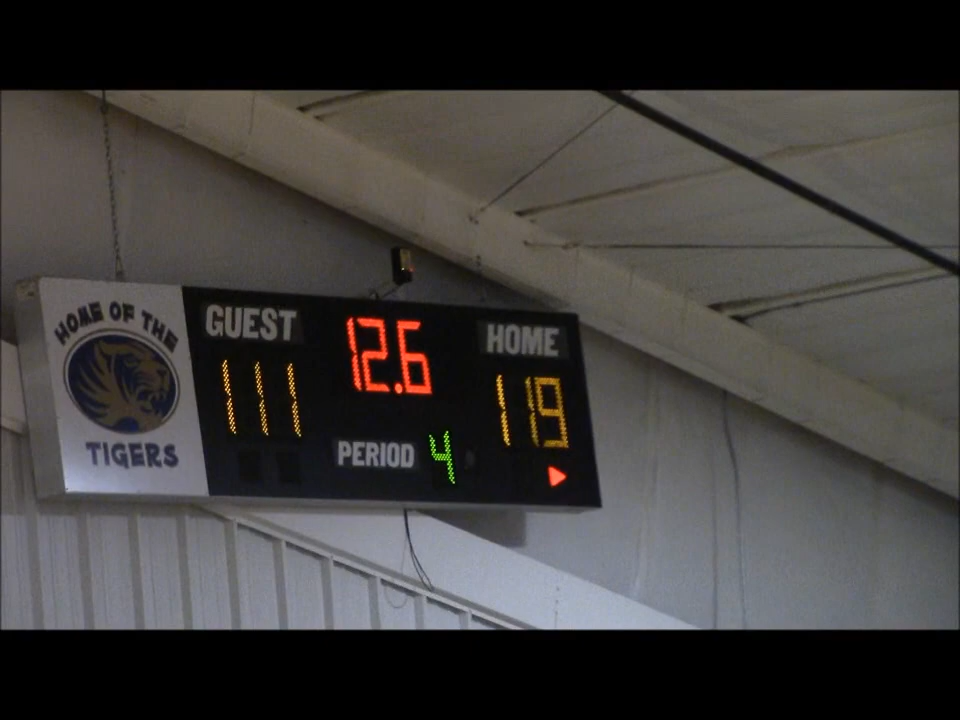 HOME OF THE
TIGERS
GUEST
111
12.6
PERIOD 4
HOME
119